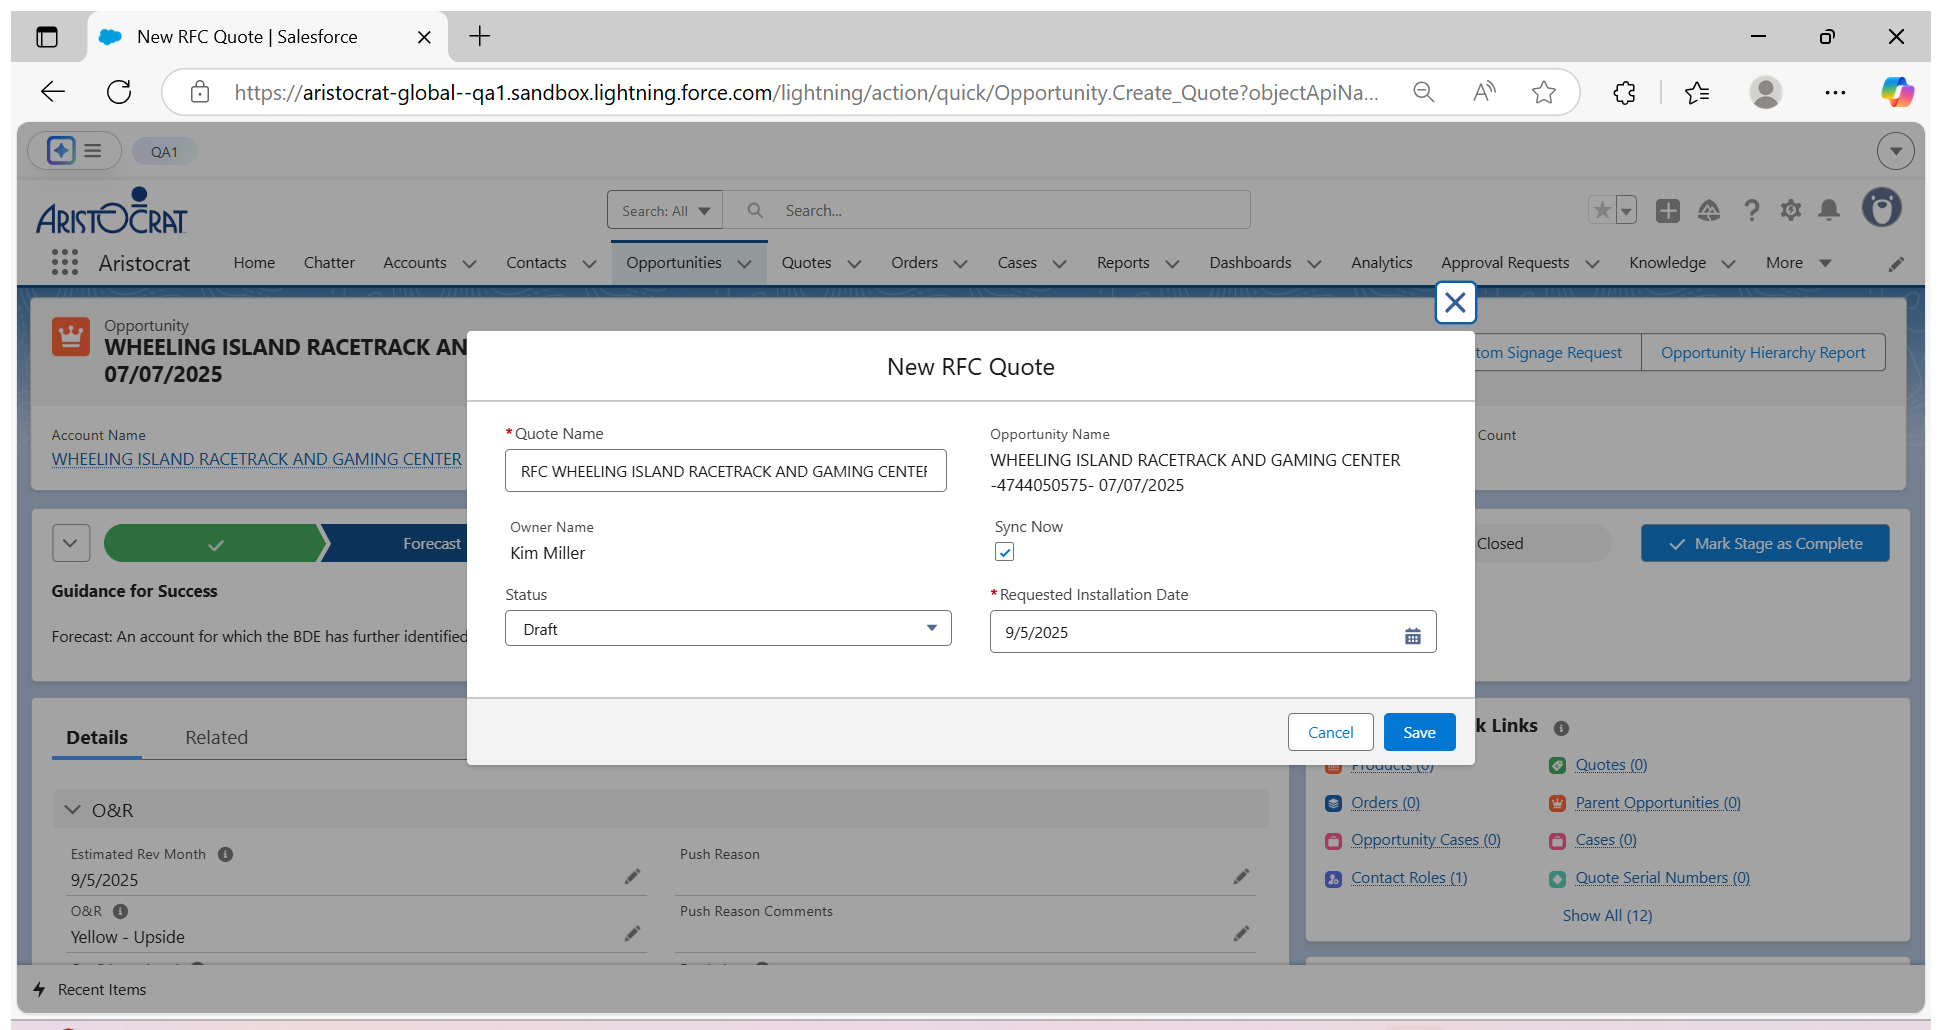 New RFC Quote | Salesforce
https://aristocrat-global--qa1.sandbox.lightning.force.com/lightning/action/quick/Opportunity.Create_Quote?objectApiNa...
QA1
ARISTOCRAT
Search: All
Search...
Aristocrat
Home
Chatter
Accounts
Contacts
Opportunities
Quotes
Orders
Cases
Reports
Dashboards
Analytics
Approval Requests
Knowledge
More
Opportunity
WHEELING ISLAND RACETRACK AN
07/07/2025
tom Signage Request
Opportunity Hierarchy Report
Account Name
WHEELING ISLAND RACETRACK AND GAMING CENTER
Count
Forecast
Closed
Mark Stage as Complete
Guidance for Success
Forecast: An account for which the BDE has further identified
New RFC Quote
*Quote Name
RFC WHEELING ISLAND RACETRACK AND GAMING CENTER
Opportunity Name
WHEELING ISLAND RACETRACK AND GAMING CENTER
-4744050575- 07/07/2025
Owner Name
Kim Miller
Sync Now
Status
Draft
*Requested Installation Date
9/5/2025
Cancel
Save
Details
Related
O&R
Estimated Rev Month
9/5/2025
Push Reason
O&R
Yellow - Upside
Push Reason Comments
k Links
Products (0)
Quotes (0)
Orders (0)
Parent Opportunities (0)
Opportunity Cases (0)
Cases (0)
Contact Roles (1)
Quote Serial Numbers (0)
Show All (12)
Recent Items